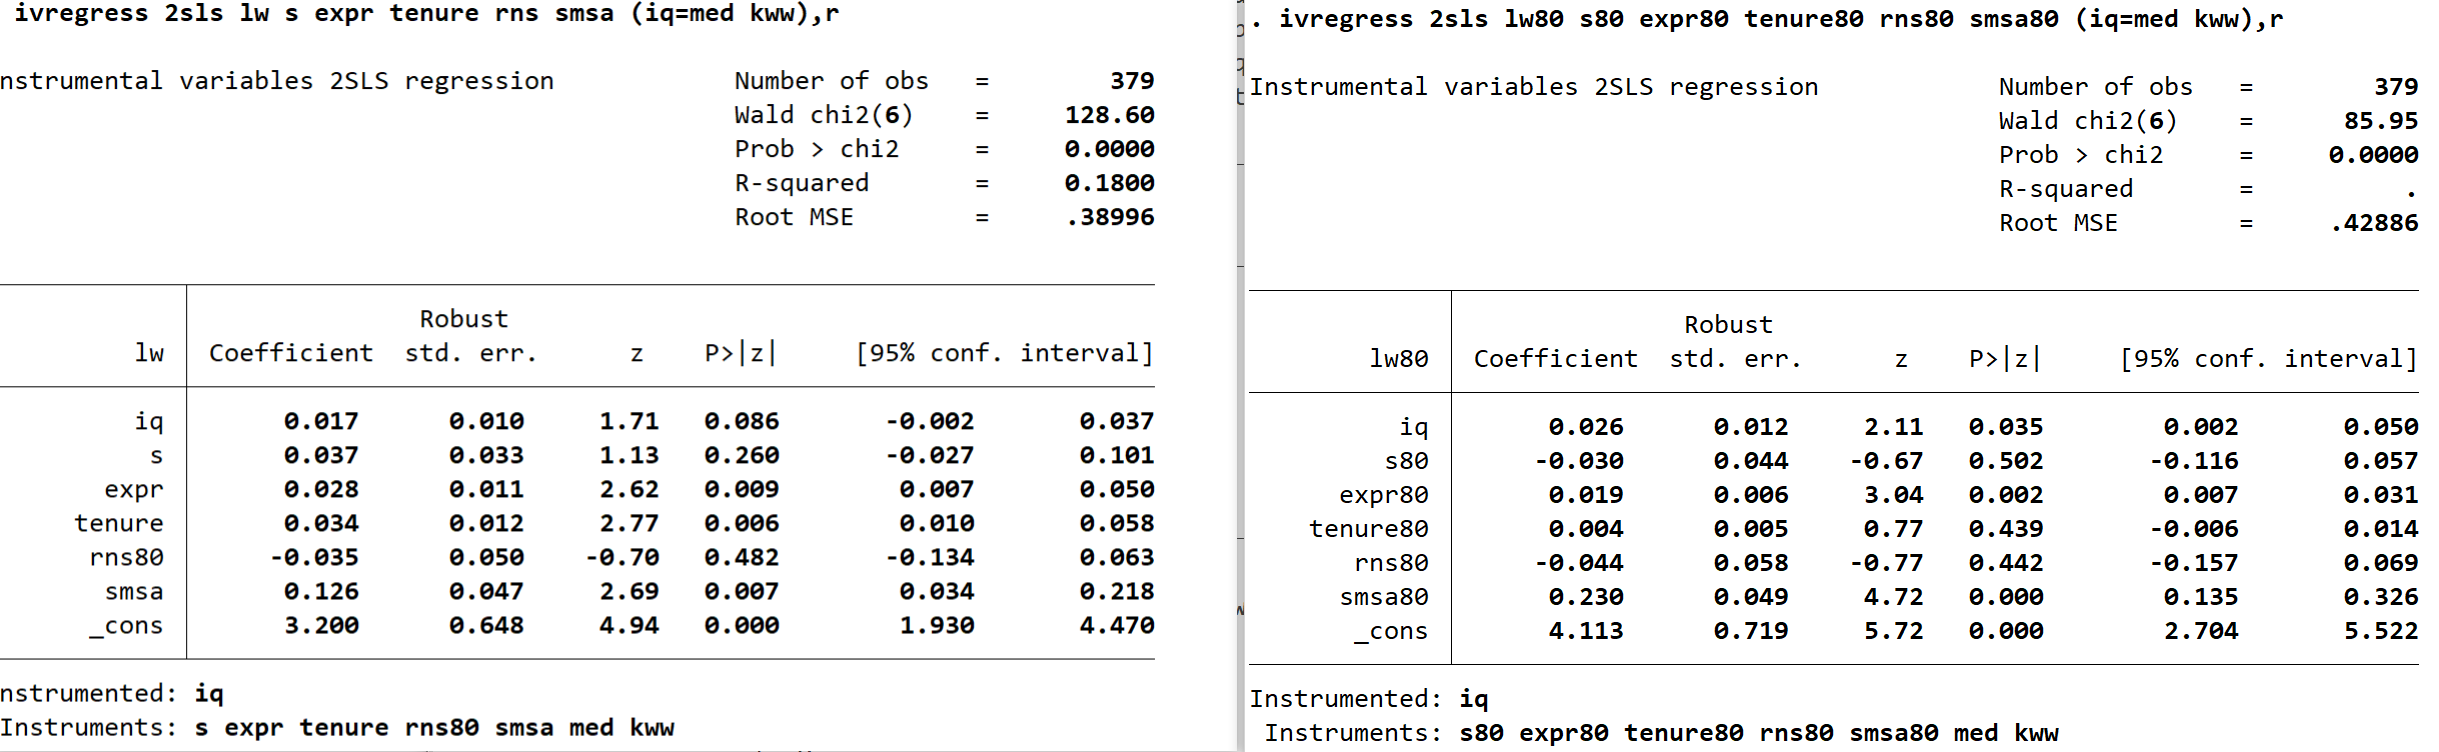 ivregress 2sls lw s expr tenure rns smsa (iq=med kww),r
nstrumental variables 2SLS regression
Number of obs = 379
Wald chi2(6) = 128.60
Prob > chi2 = 0.0000
R-squared = 0.1800
Root MSE = .38996
Robust
lw Coefficient std. err. z P>|z| [95% conf. interval]
iq 0.017 0.010 1.71 0.086 -0.002 0.037
s 0.037 0.033 1.13 0.260 -0.027 0.101
expr 0.028 0.011 2.62 0.009 0.007 0.050
tenure 0.034 0.012 2.77 0.006 0.010 0.058
rns80 -0.035 0.050 -0.70 0.482 -0.134 0.063
smsa 0.126 0.047 2.69 0.007 0.034 0.218
_cons 3.200 0.648 4.94 0.000 1.930 4.470
nstrumented: iq
Instruments: s expr tenure rns80 smsa med kww
. ivregress 2sls lw80 s80 expr80 tenure80 rns80 smsa80 (iq=med kww),r
Instrumental variables 2SLS regression
Number of obs = 379
Wald chi2(6) = 85.95
Prob > chi2 = 0.0000
R-squared = .
Root MSE = .42886
Robust
lw80 Coefficient std. err. z P>|z| [95% conf. interval]
iq 0.026 0.012 2.11 0.035 0.002 0.050
s80 -0.030 0.044 -0.67 0.502 -0.116 0.057
expr80 0.019 0.006 3.04 0.002 0.007 0.031
tenure80 0.004 0.005 0.77 0.439 -0.006 0.014
rns80 -0.044 0.058 -0.77 0.442 -0.157 0.069
smsa80 0.230 0.049 4.72 0.000 0.135 0.326
_cons 4.113 0.719 5.72 0.000 2.704 5.522
Instrumented: iq
Instruments: s80 expr80 tenure80 rns80 smsa80 med kww